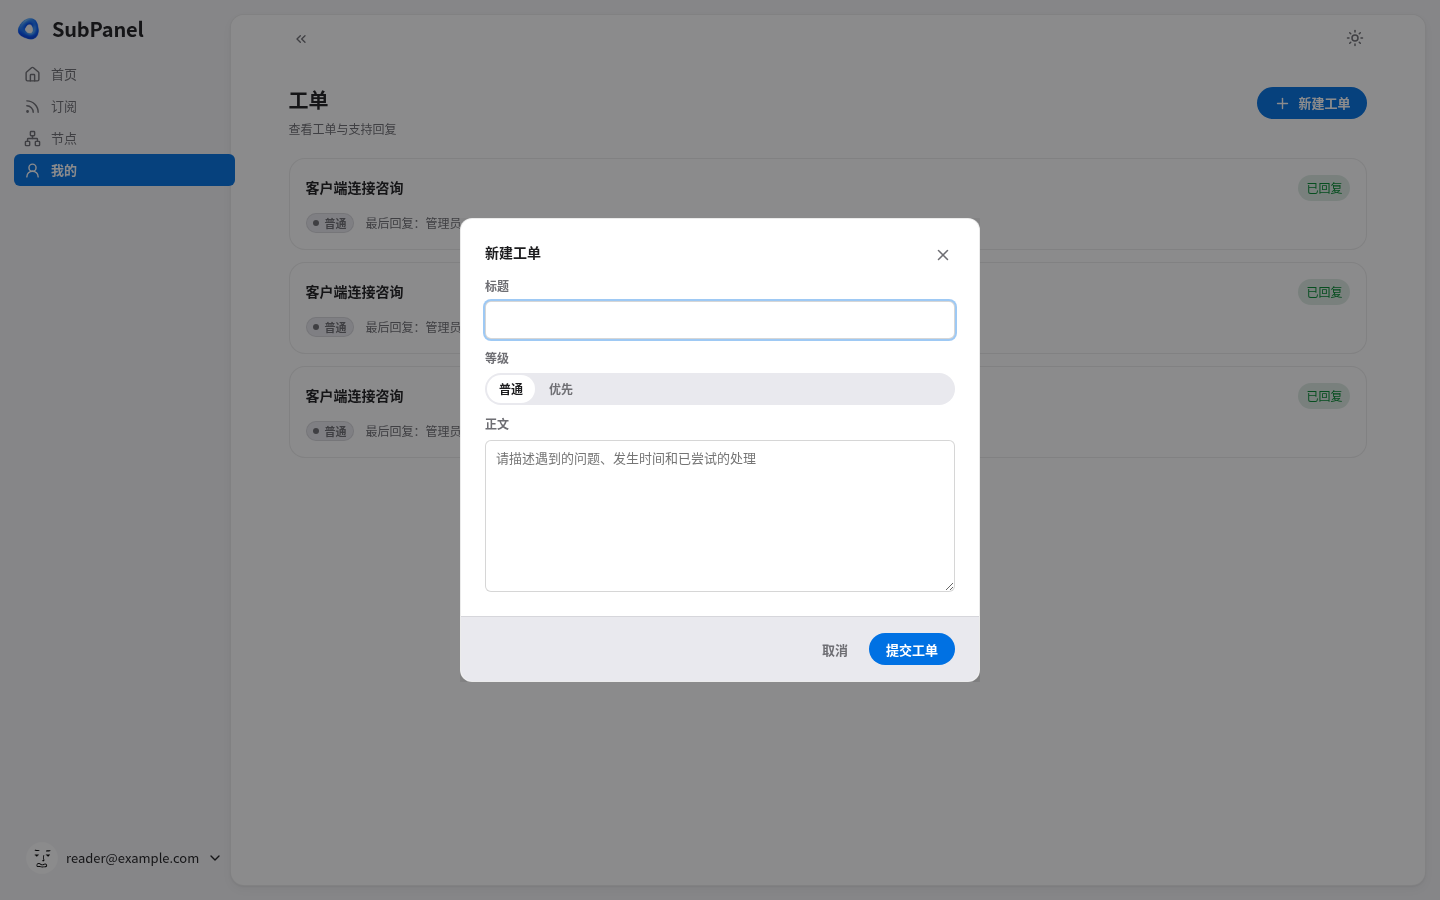 SubPanel
首页
订阅
节点
我的
工单
查看工单与支持回复
新建工单
客户端连接咨询
已回复
普通
最后回复：管理员
客户端连接咨询
已回复
普通
最后回复：管理员
客户端连接咨询
已回复
普通
最后回复：管理员
新建工单
标题
等级
普通 优先
正文
请描述遇到的问题、发生时间和已尝试的处理
取消 提交工单
reader@example.com